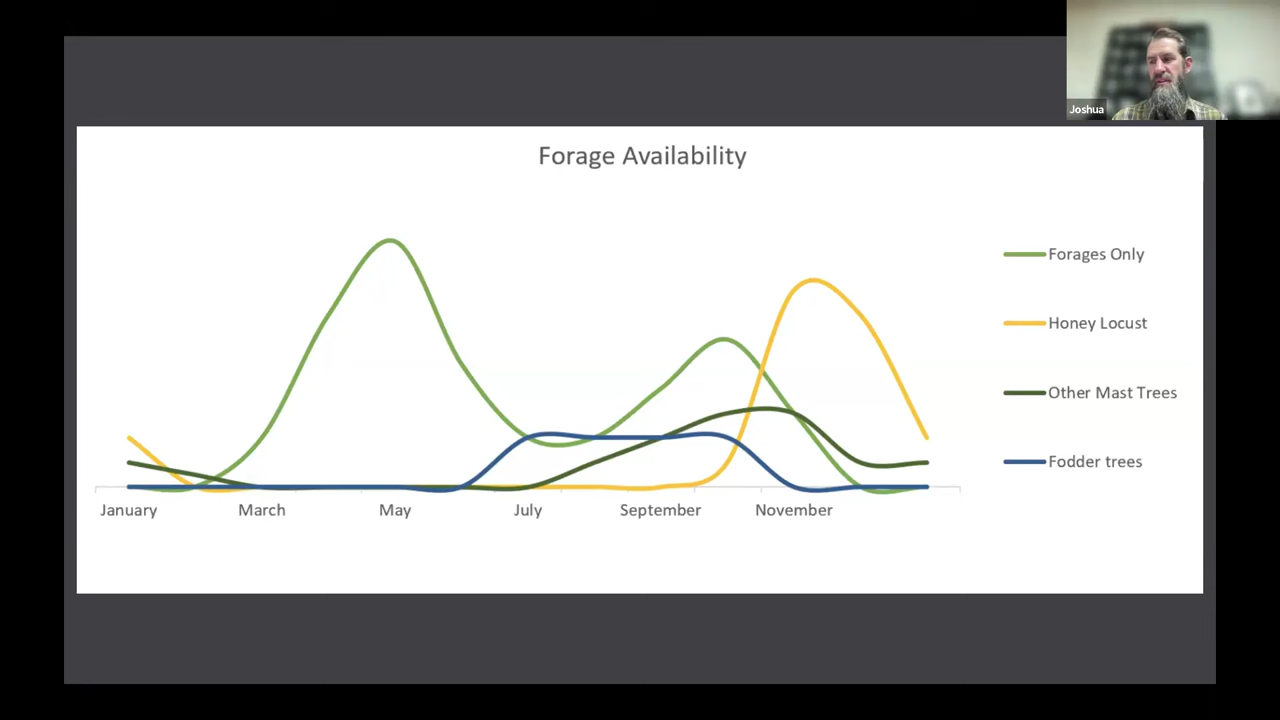 Joshua
Forage Availability
Forages Only
Honey Locust
Other Mast Trees
Fodder trees
January March May July September November